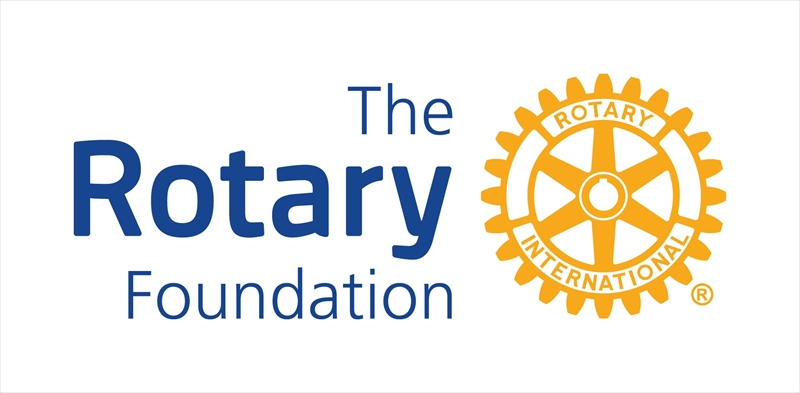 The
Rotary
Foundation
ROTARY
INTERNATIONAL
®